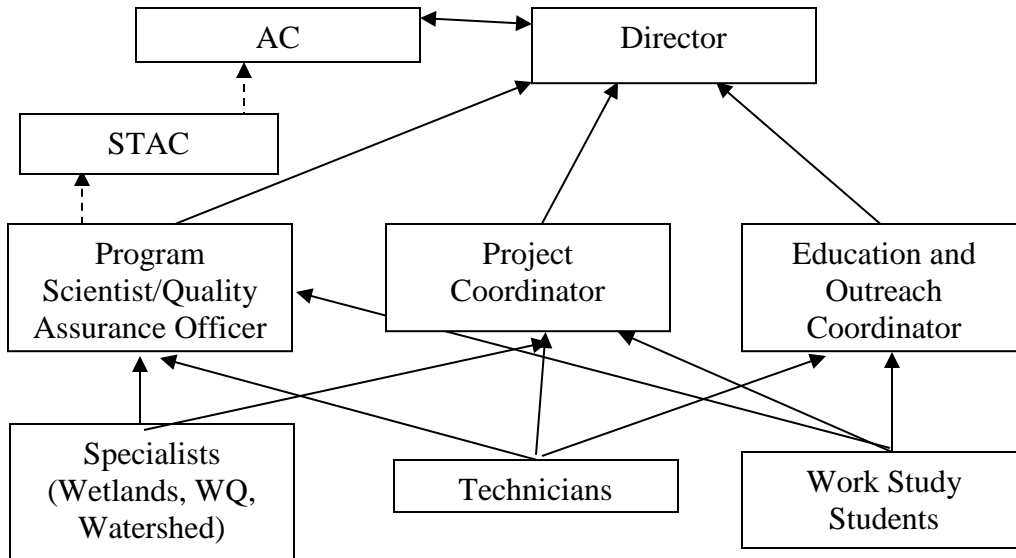 AC
Director
STAC
Program
Scientist/Quality
Assurance Officer
Project
Coordinator
Education and
Outreach
Coordinator
Specialists
(Wetlands, WQ,
Watershed)
Technicians
Work Study
Students